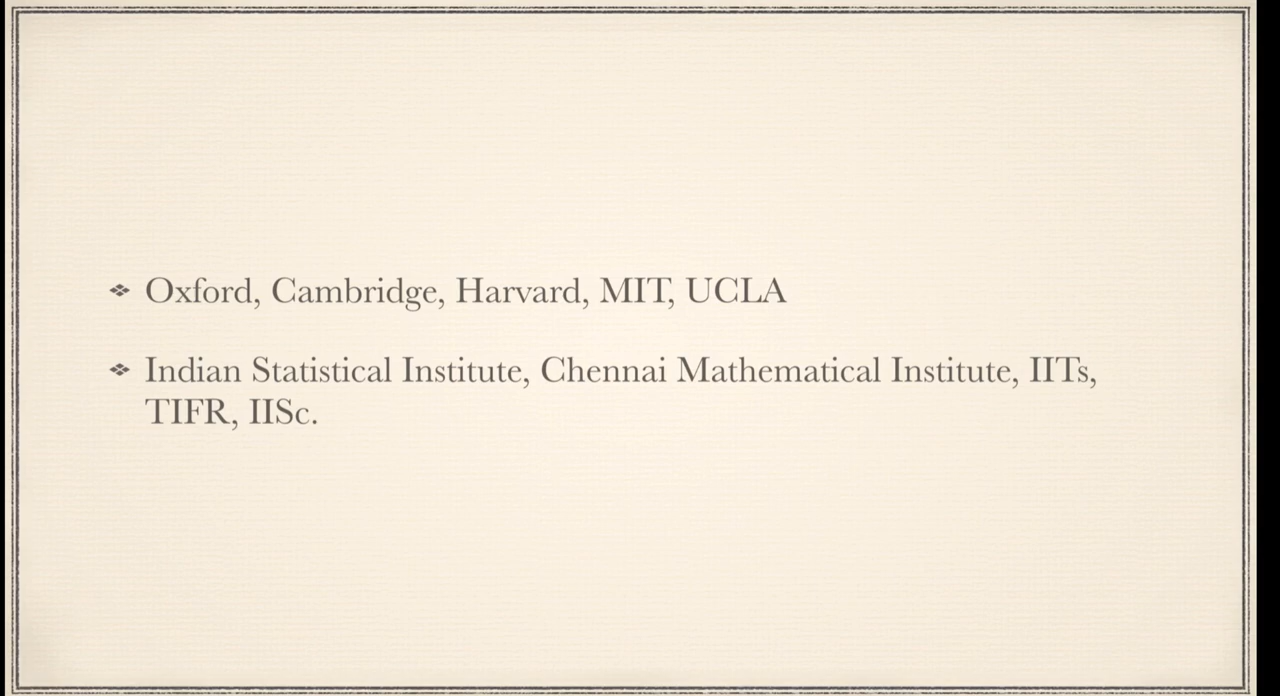 ❖ Oxford, Cambridge, Harvard, MIT, UCLA
❖ Indian Statistical Institute, Chennai Mathematical Institute, IITs,
TIFR, IISc.